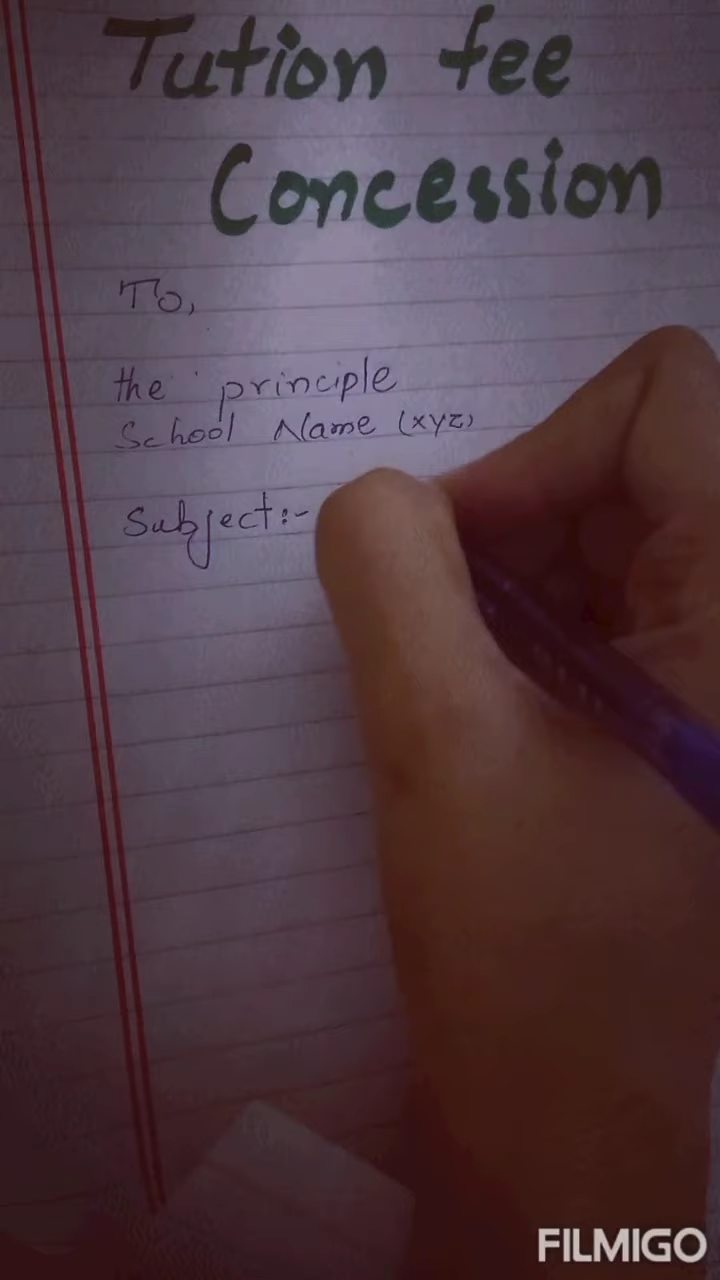 Tution fee
Concession
To,
the principle
School Name (xyz)
Subject:-
FILMIGO